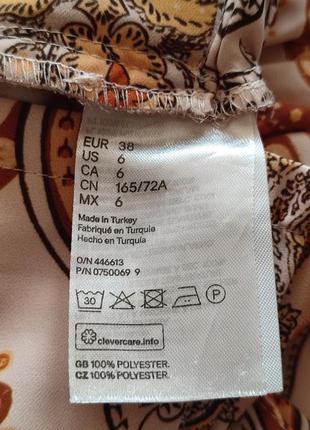 EUR 38
US 6
CA 6
CN 165/72A
MX 6
Made in Turkey
Fabriqué en Turquie
Hecho en Turquía
O/N 446613
P/N 0750069 9
30
P
clevercare.info
GB 100% POLYESTER.
CZ 100% POLYESTER.